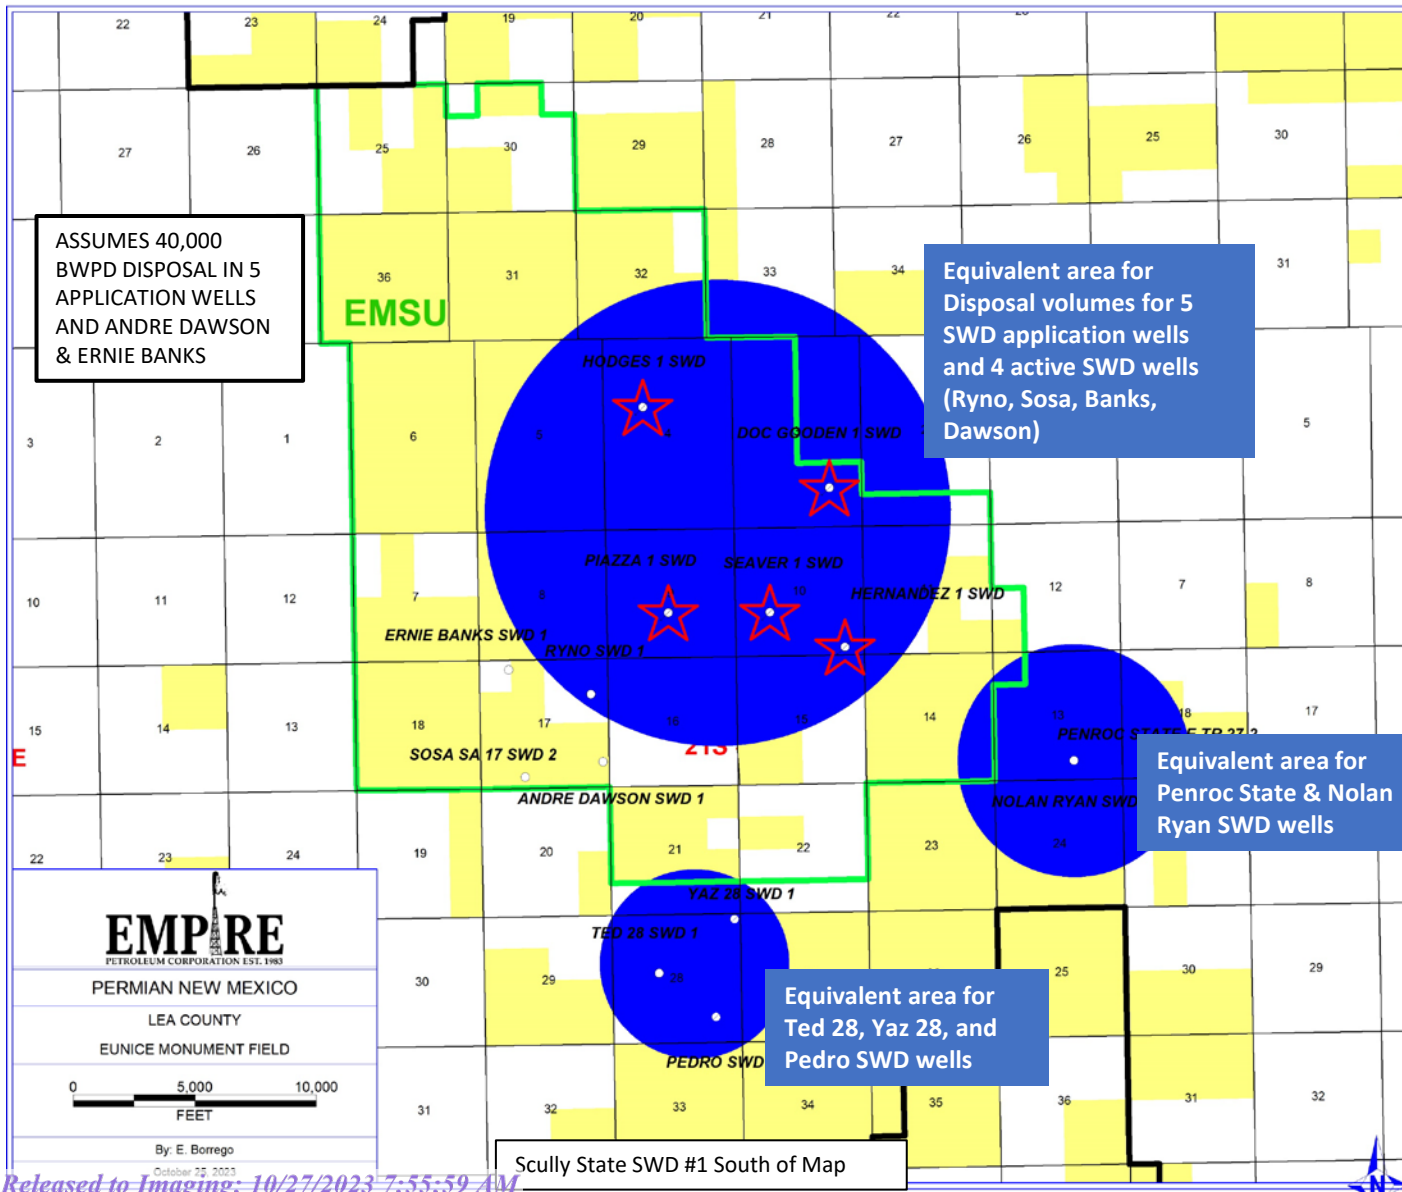 22 23 24 19 20 21 22
27 26 25 30 29 28 27 26 25 30
ASSUMES 40,000
BWPD DISPOSAL IN 5
APPLICATION WELLS
AND ANDRE DAWSON
& ERNIE BANKS
36 31 32 33 34 31
EMSU
Equivalent area for
Disposal volumes for 5
SWD application wells
and 4 active SWD wells
(Ryno, Sosa, Banks,
Dawson)
HODGES 1 SWD
3 2 1 6 5 4 5
DOC GOODEN 1 SWD
PIAZZA 1 SWD SEAVER 1 SWD
10 11 12 7 8 10 12 7 8
HERNANDEZ 1 SWD
ERNIE BANKS SWD 1
RYNO SWD 1
15 14 13 18 17 16 15 14 13 18 17
E
21S
SOSA SA 17 SWD 2
PENROC STATE E TR 27 2
ANDRE DAWSON SWD 1
NOLAN RYAN SWD
Equivalent area for
Penroc State & Nolan
Ryan SWD wells
22 23 24 19 20 21 22 23 24
YAZ 28 SWD 1
TED 28 SWD 1
30 29 28 25 30 29
Equivalent area for
Ted 28, Yaz 28, and
Pedro SWD wells
PEDRO SWD
31 32 33 34 35 36 31 32
EMPIRE
PETROLEUM CORPORATION EST. 1983
PERMIAN NEW MEXICO
LEA COUNTY
EUNICE MONUMENT FIELD
0 5,000 10,000
FEET
By: E. Borrego
October 25, 2023
Scully State SWD #1 South of Map
N
Released to Imaging: 10/27/2023 7:55:59 AM